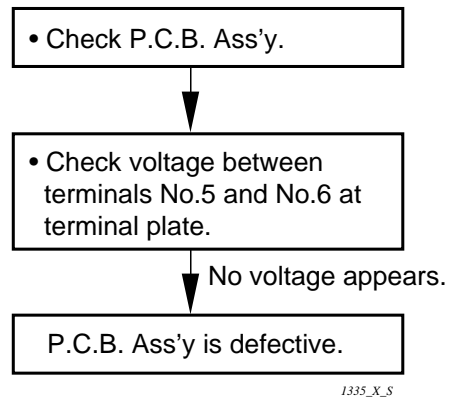 • Check P.C.B. Ass'y.
• Check voltage between
terminals No.5 and No.6 at
terminal plate.
No voltage appears.
P.C.B. Ass'y is defective.
1335_X_S